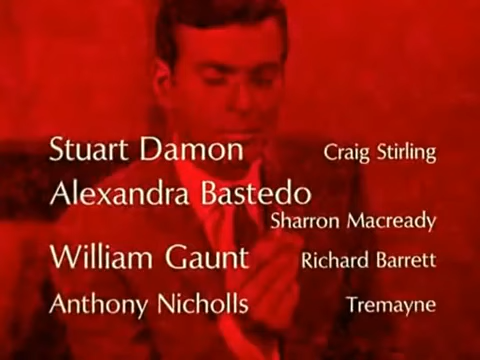 Stuart Damon Craig Stirling
Alexandra Bastedo
Sharron Macready
William Gaunt Richard Barrett
Anthony Nicholls Tremayne